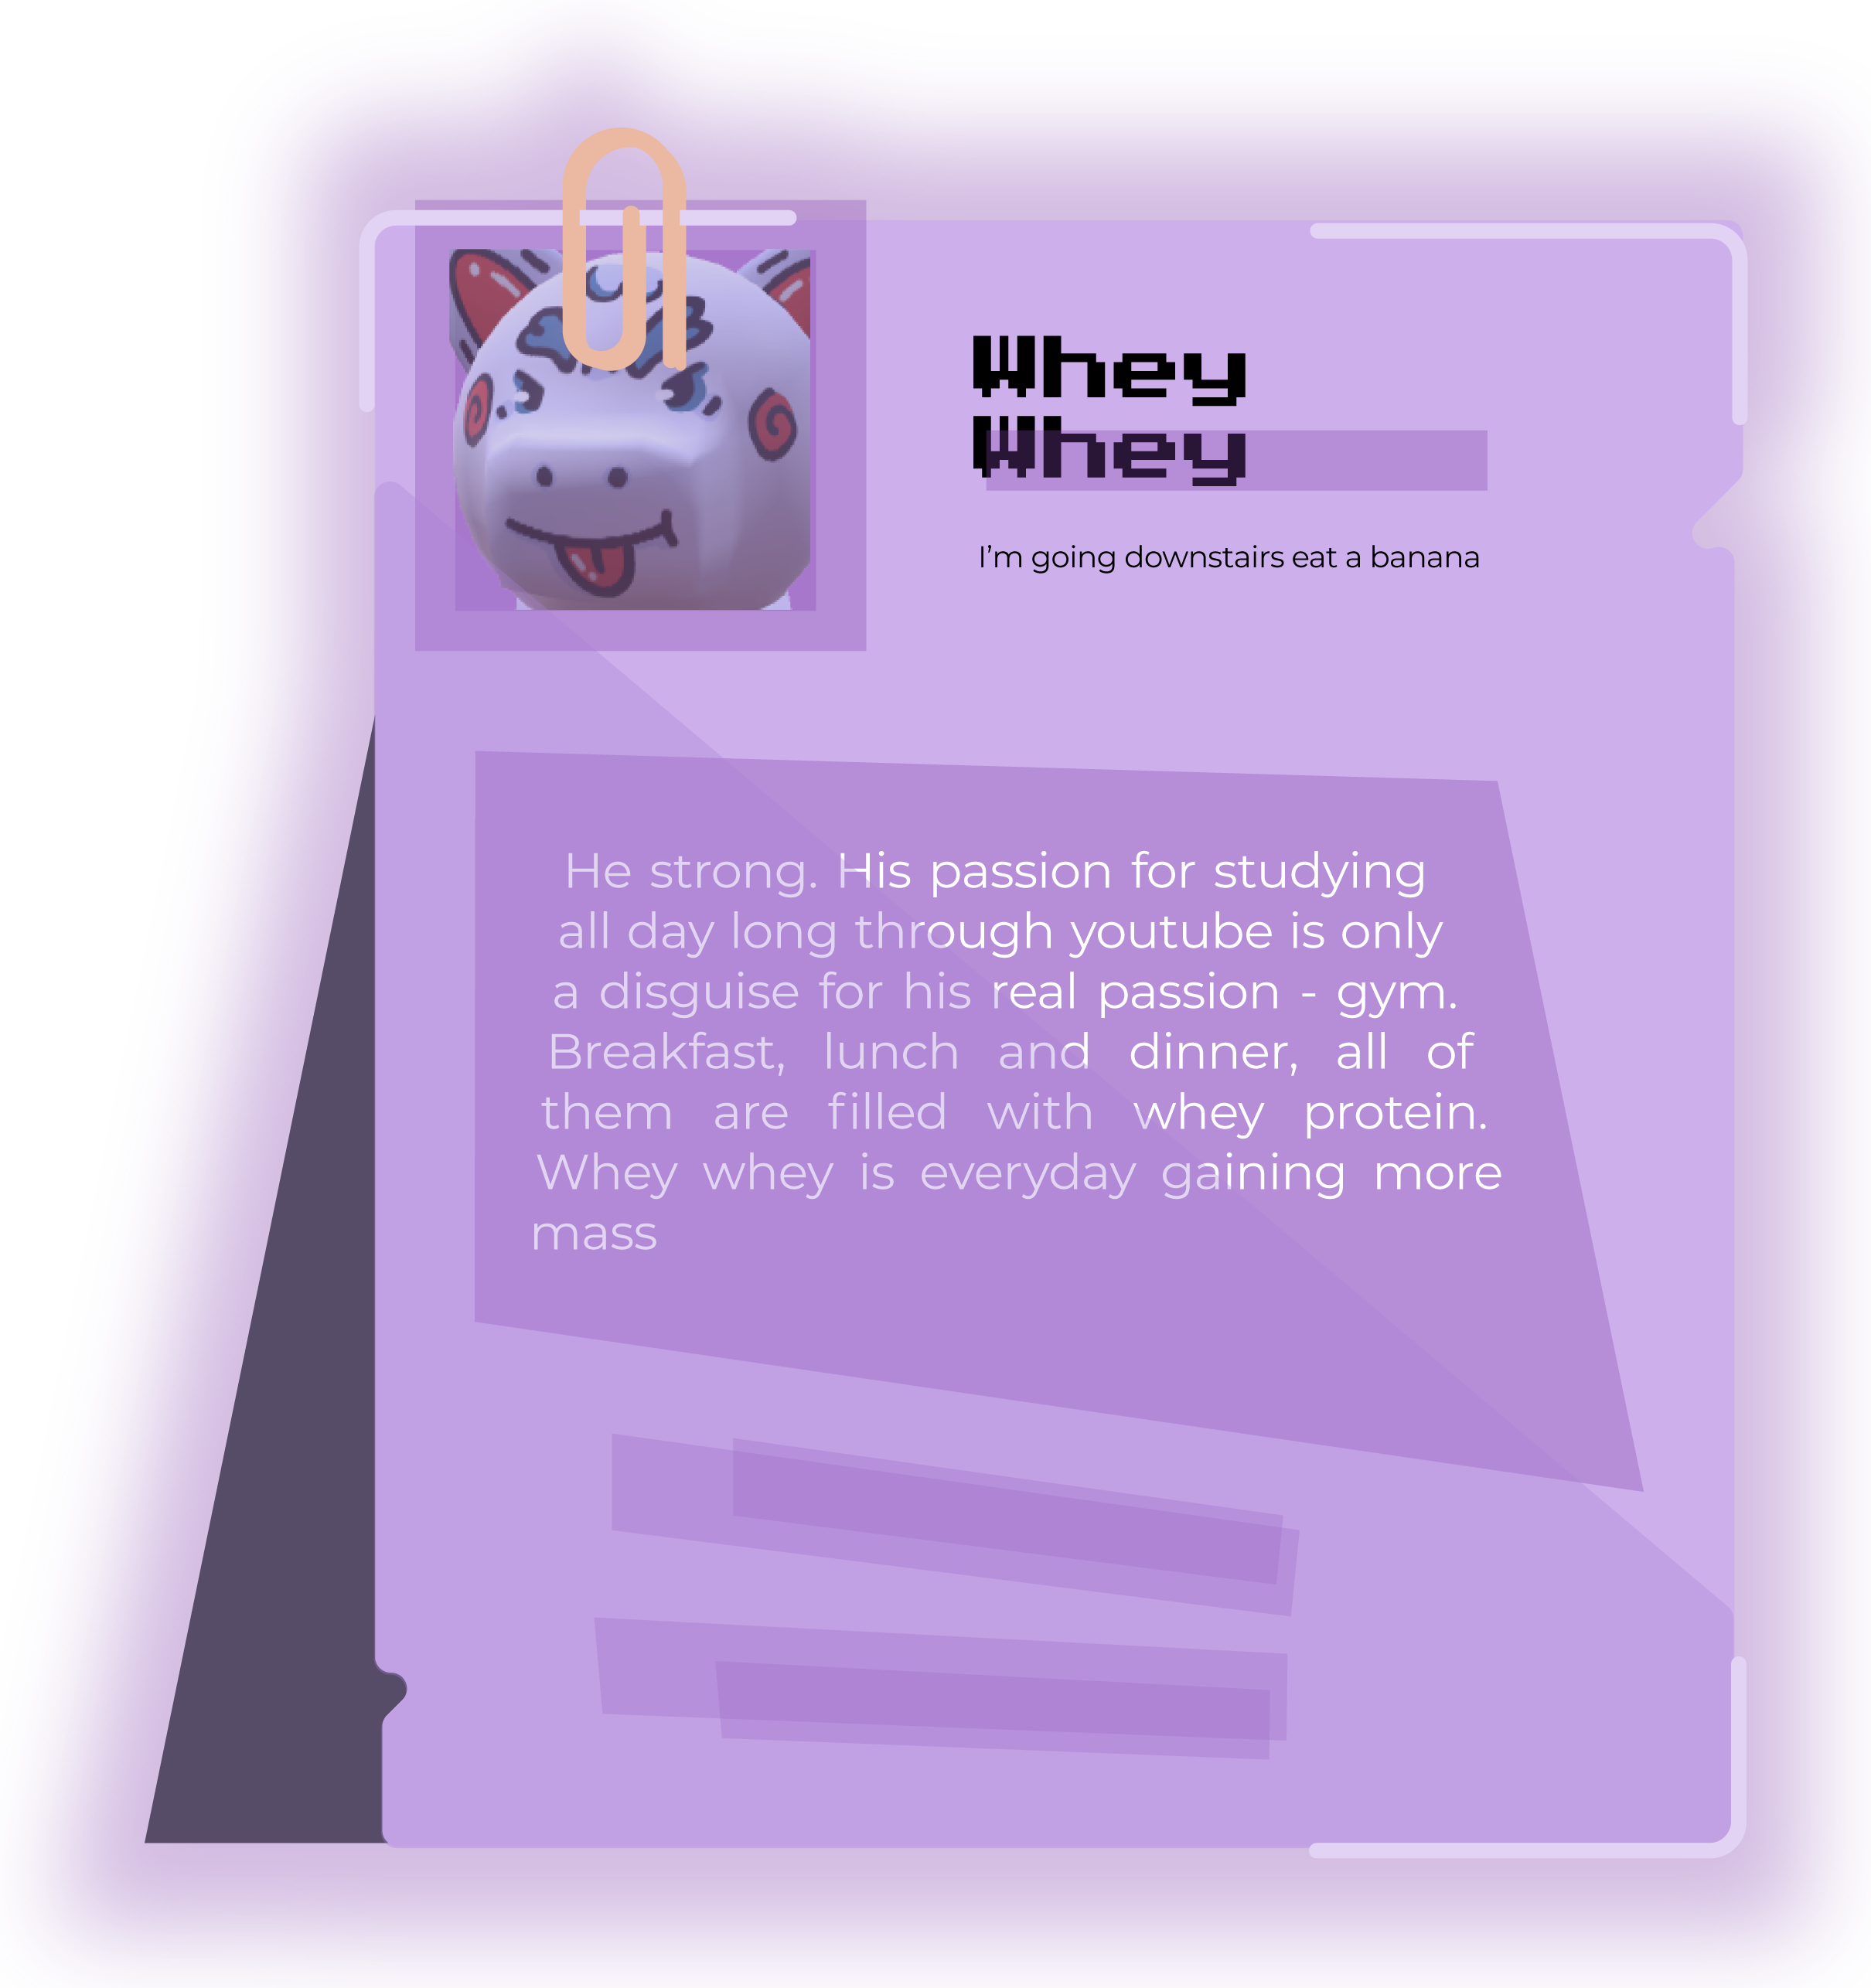 Whey
Whey
I'm going downstairs eat a banana
He strong. His passion for studying
all day long through youtube is only
a disguise for his real passion - gym.
Breakfast, lunch and dinner, all of
them are filled with whey protein.
Whey whey is everyday gaining more
mass